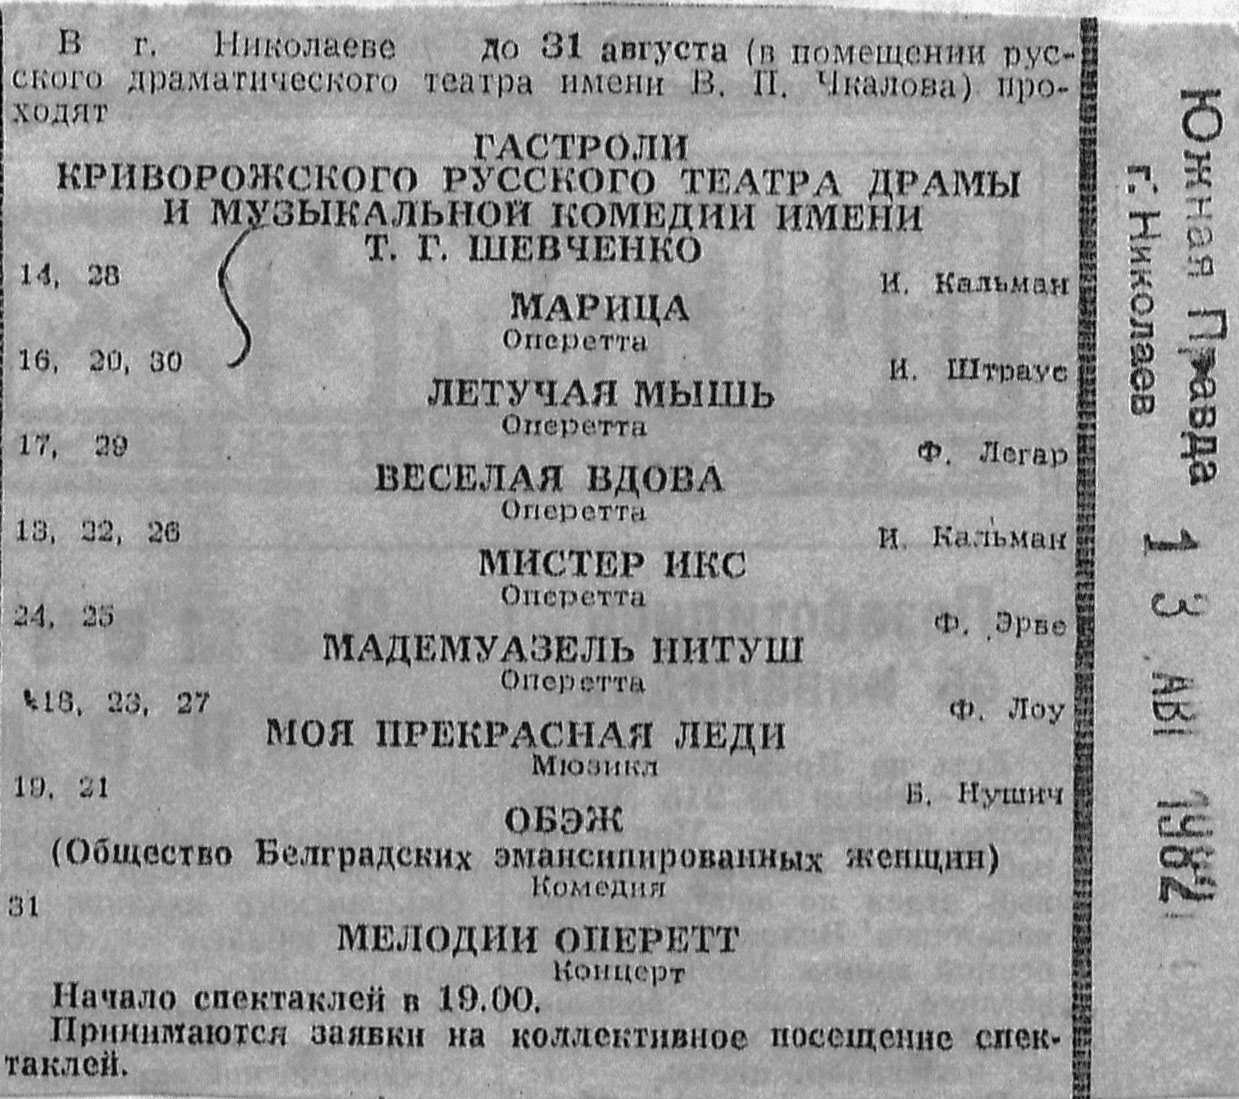 В г. Николаеве до 31 августа (в помещении рус-
ского драматического театра имени В. П. Чкалова) про-
ходят
ГАСТРОЛИ
КРИВОРОЖСКОГО РУССКОГО ТЕАТРА ДРАМЫ
И МУЗЫКАЛЬНОЙ КОМЕДИИ ИМЕНИ
Т. Г. ШЕВЧЕНКО
14, 28 И. Кальман
МАРИЦА
Оперетта
16, 20, 30 И. Штраус
ЛЕТУЧАЯ МЫШЬ
Оперетта
17, 29 Ф. Легар
ВЕСЕЛАЯ ВДОВА
Оперетта
13, 22, 26 И. Кальман
МИСТЕР ИКС
Оперетта
24, 25 Ф. Эрве
МАДЕМУАЗЕЛЬ НИТУШ
Оперетта
18, 23, 27 Ф. Лоу
МОЯ ПРЕКРАСНАЯ ЛЕДИ
Мюзикл
19, 21 Б. Нушич
ОБЭЖ
(Общество Белградских эмансипированных женщин)
Комедия
31
МЕЛОДИИ ОПЕРЕТТ
Концерт
Начало спектаклей в 19.00.
Принимаются заявки на коллективное посещение спек-
таклей.
Южная Правда
г. Николаев
13 АВГ 1982